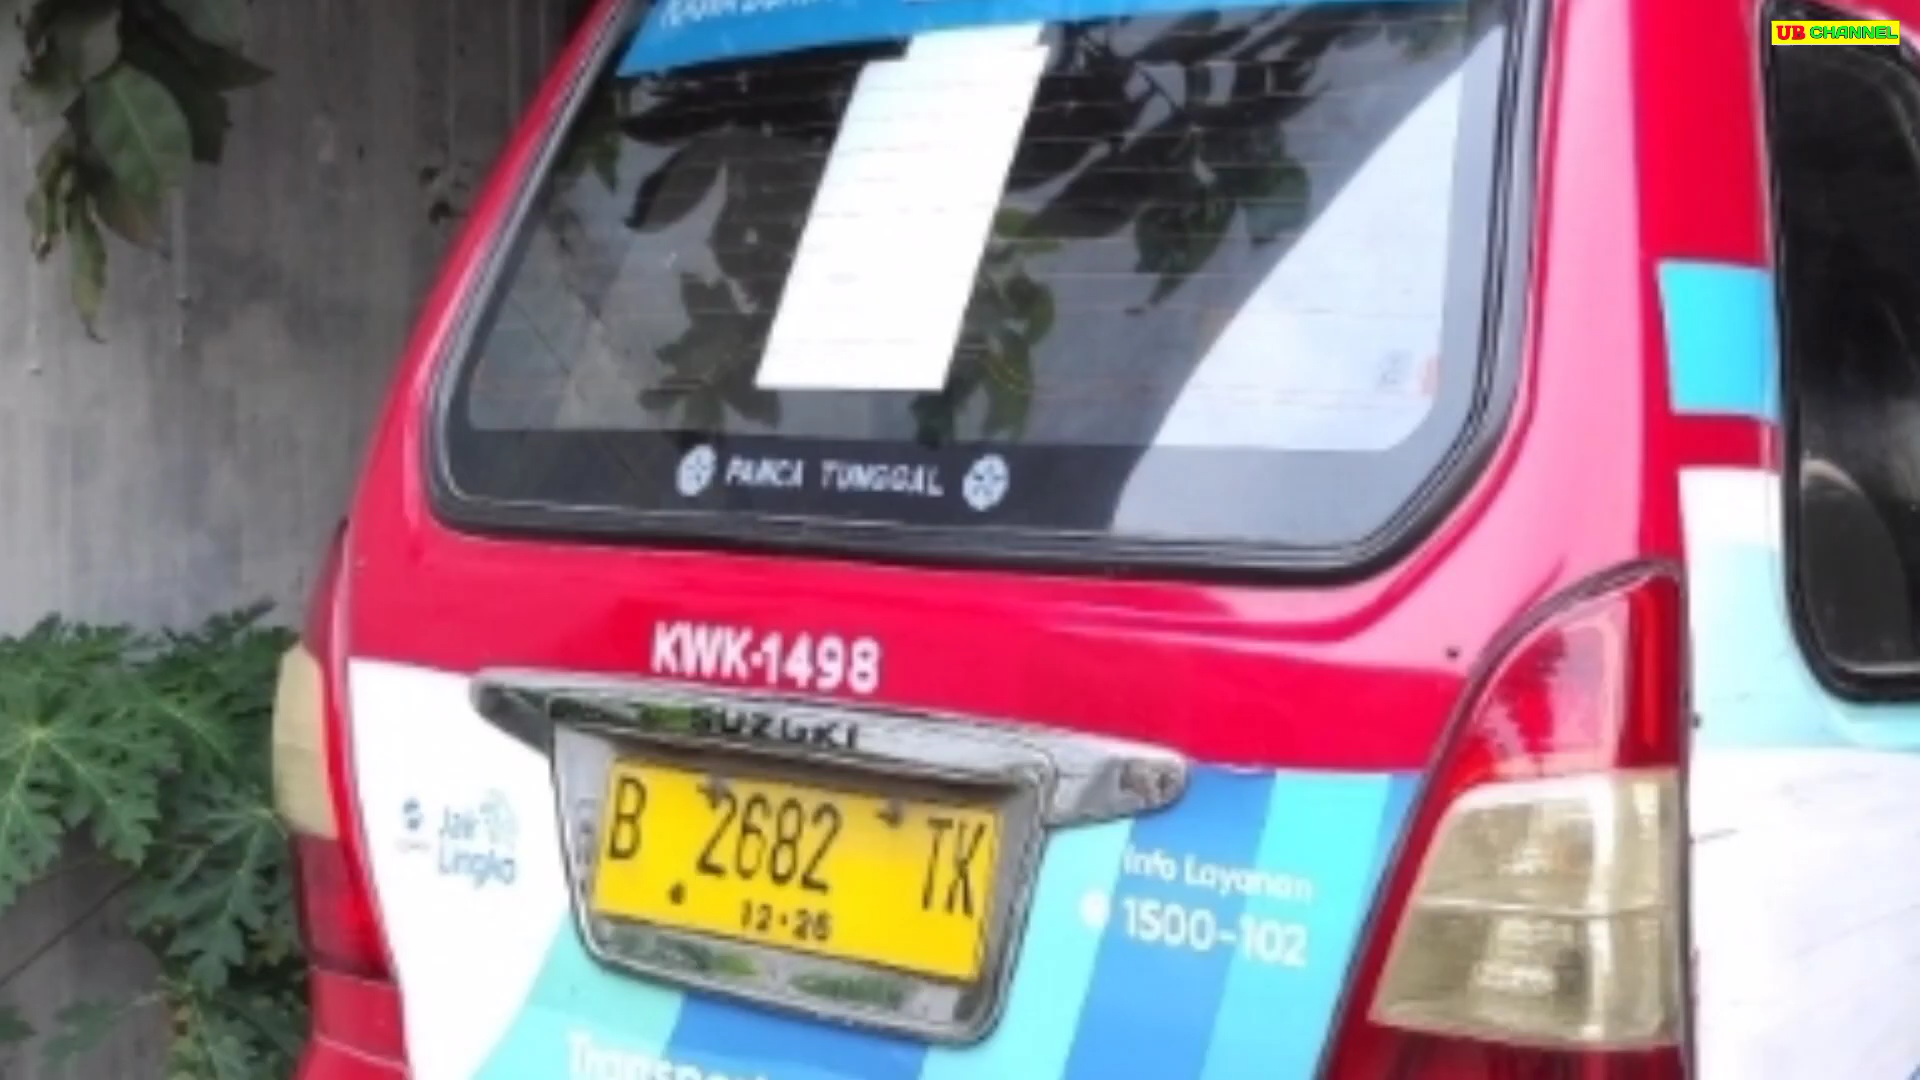 UB CHANNEL
PANCA TUNGGAL
KWK-1498
SUZUKI
B 2682 TK
12·26
Jak
Lingko
Info Layanan
1500-102